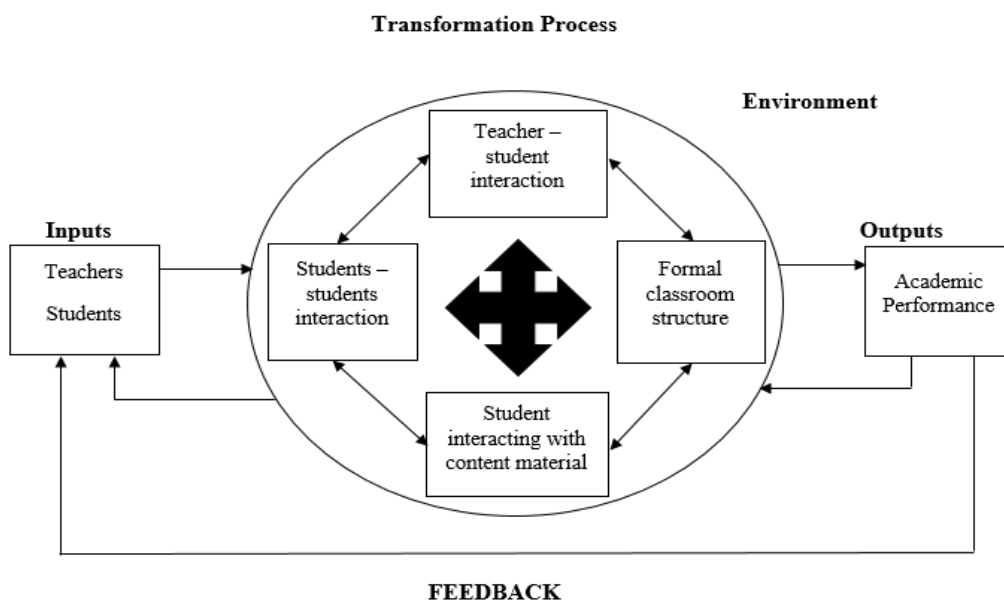 Transformation Process
Environment
Teacher –
student
interaction
Inputs
Teachers
Students
Students –
students
interaction
Formal
classroom
structure
Outputs
Academic
Performance
Student
interacting with
content material
FEEDBACK